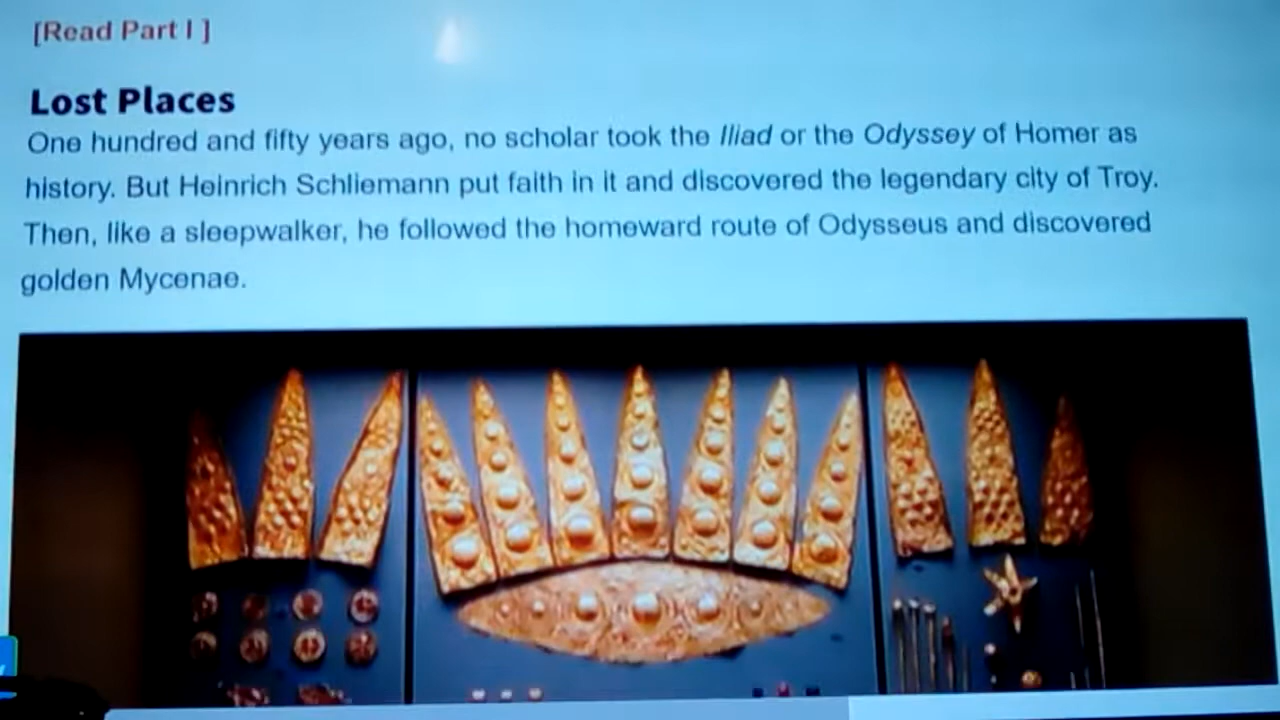 [Read Part I ]
Lost Places
One hundred and fifty years ago, no scholar took the Iliad or the Odyssey of Homer as
history. But Heinrich Schliemann put faith in it and discovered the legendary city of Troy.
Then, like a sleepwalker, he followed the homeward route of Odysseus and discovered
golden Mycenae.